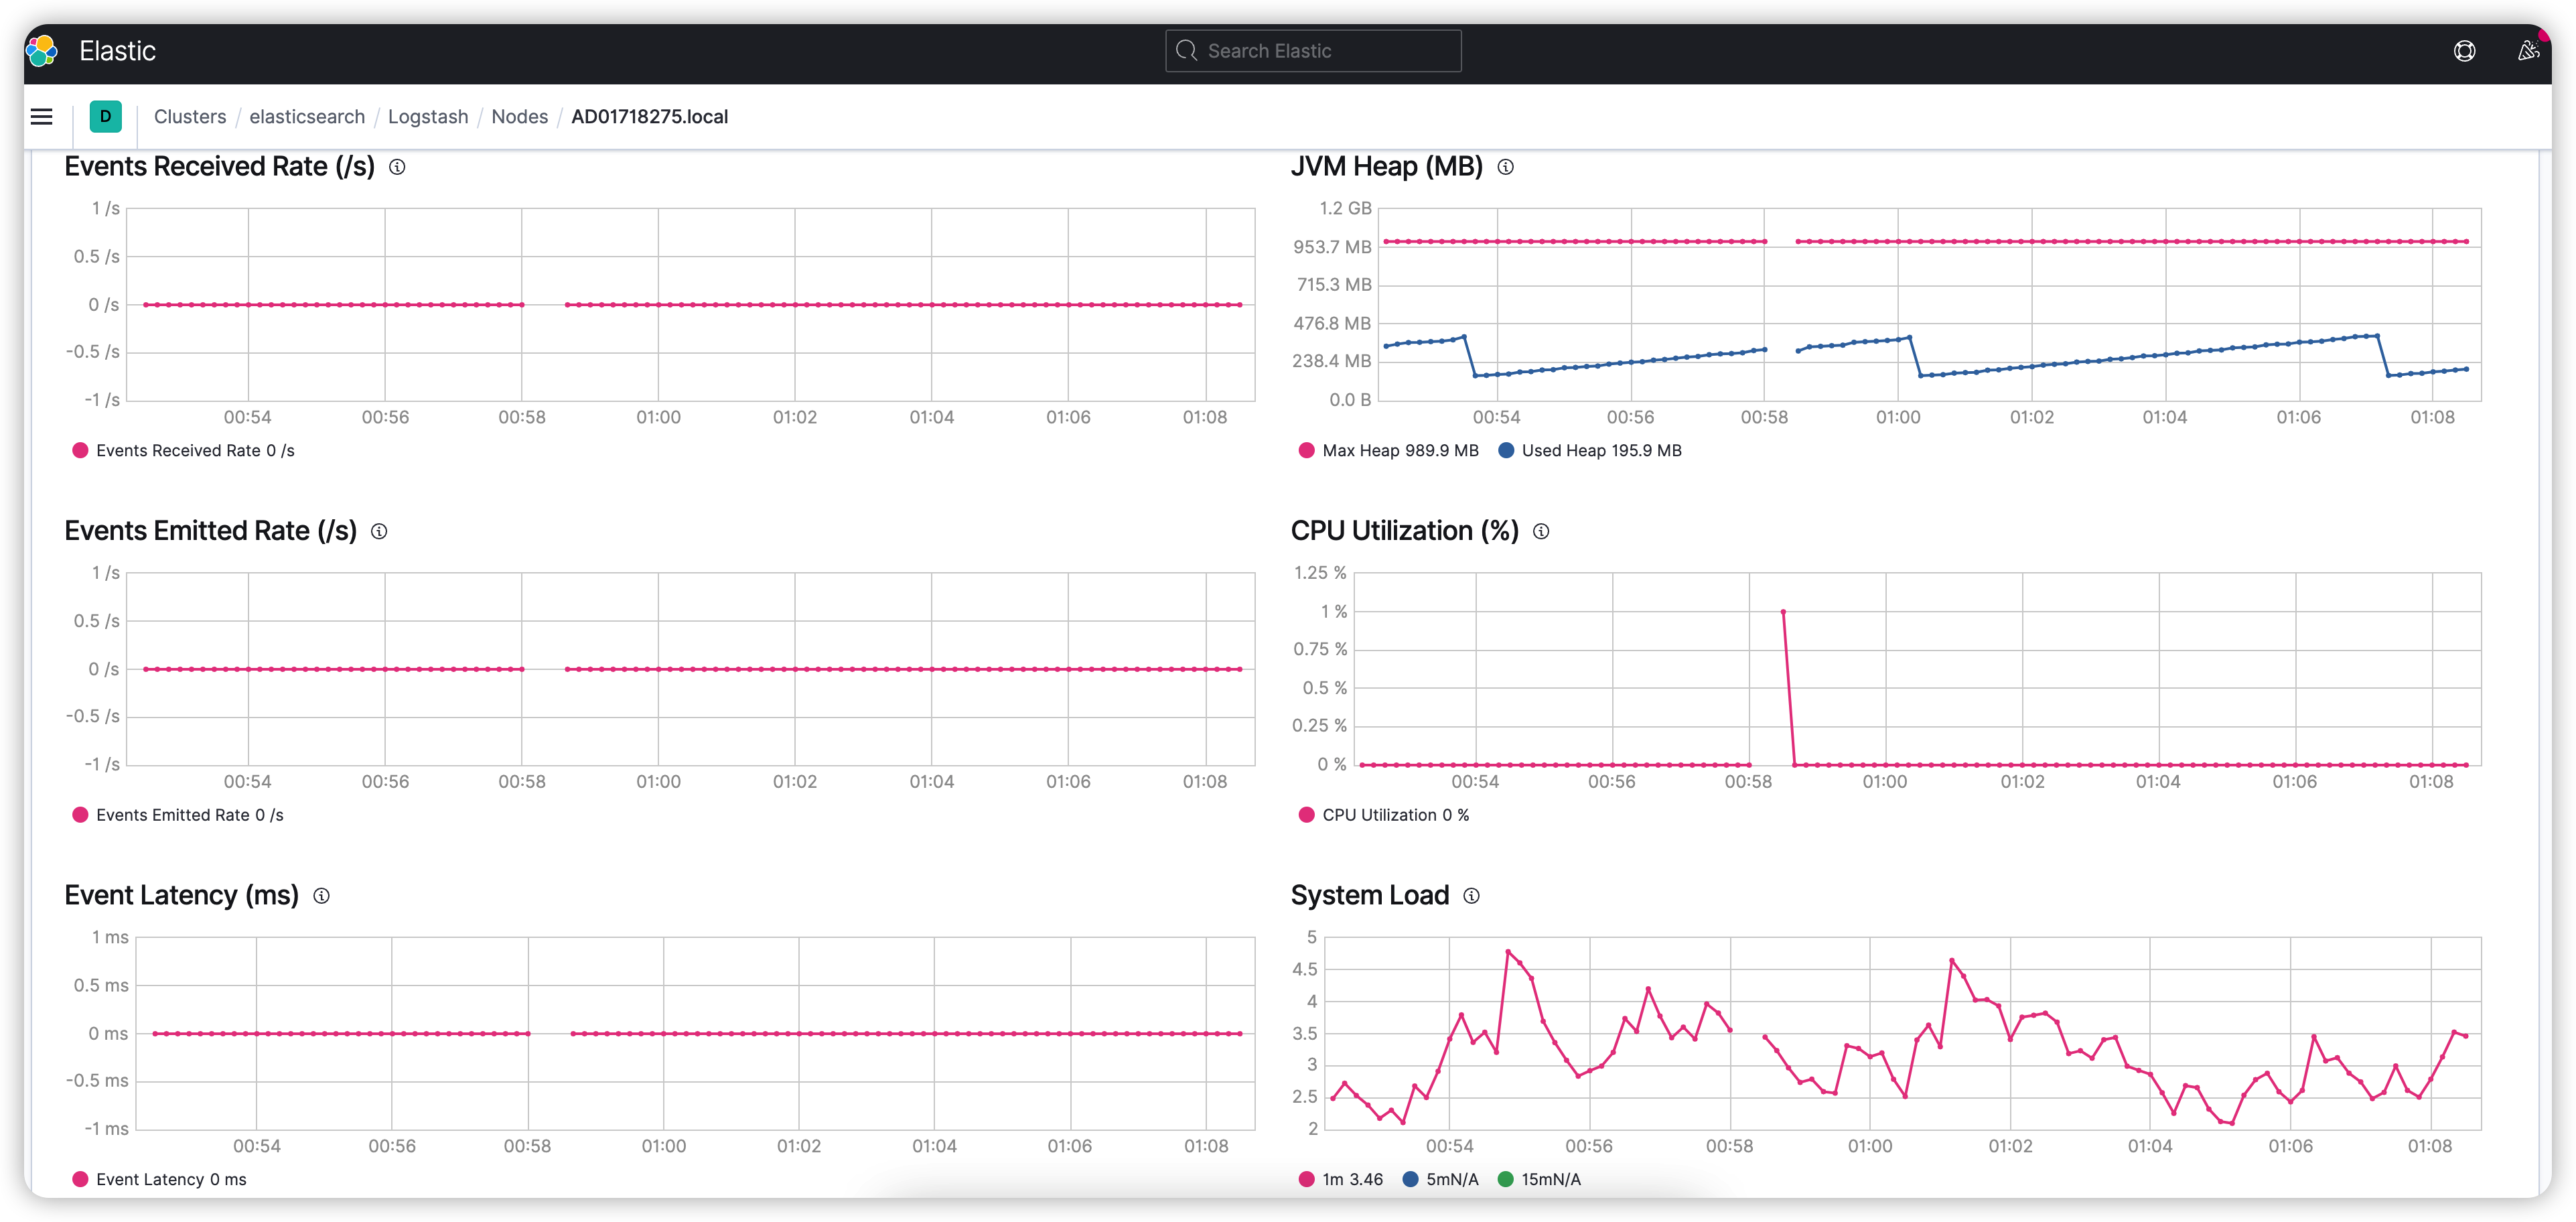 Elastic
Search Elastic
D
Clusters / elasticsearch / Logstash / Nodes / AD01718275.local
Events Received Rate (/s)
1 /s
0.5 /s
0 /s
-0.5 /s
-1 /s
00:54 00:56 00:58 01:00 01:02 01:04 01:06 01:08
Events Received Rate 0 /s
JVM Heap (MB)
1.2 GB
953.7 MB
715.3 MB
476.8 MB
238.4 MB
0.0 B
00:54 00:56 00:58 01:00 01:02 01:04 01:06 01:08
Max Heap 989.9 MB Used Heap 195.9 MB
Events Emitted Rate (/s)
1 /s
0.5 /s
0 /s
-0.5 /s
-1 /s
00:54 00:56 00:58 01:00 01:02 01:04 01:06 01:08
Events Emitted Rate 0 /s
CPU Utilization (%)
1.25 %
1 %
0.75 %
0.5 %
0.25 %
0 %
00:54 00:56 00:58 01:00 01:02 01:04 01:06 01:08
CPU Utilization 0 %
Event Latency (ms)
1 ms
0.5 ms
0 ms
-0.5 ms
-1 ms
00:54 00:56 00:58 01:00 01:02 01:04 01:06 01:08
Event Latency 0 ms
System Load
5
4.5
4
3.5
3
2.5
2
00:54 00:56 00:58 01:00 01:02 01:04 01:06 01:08
1m 3.46 5mN/A 15mN/A